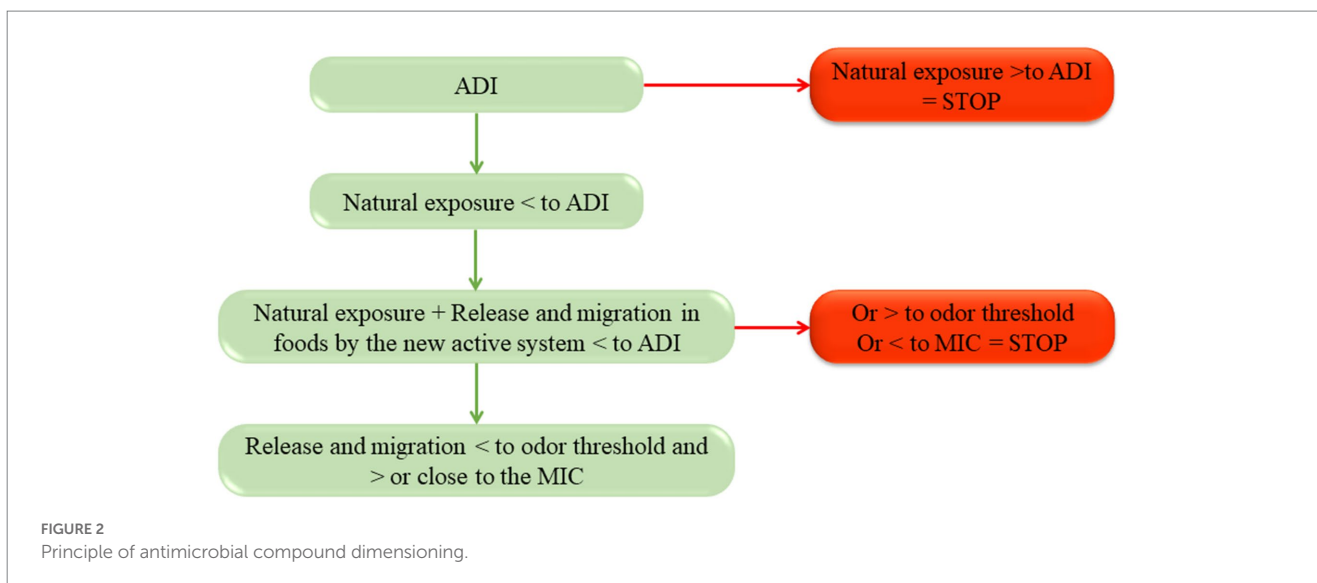 ADI
Natural exposure >to ADI
= STOP
Natural exposure < to ADI
Natural exposure + Release and migration in
foods by the new active system < to ADI
Or > to odor threshold
Or < to MIC = STOP
Release and migration < to odor threshold and
> or close to the MIC
FIGURE 2
Principle of antimicrobial compound dimensioning.